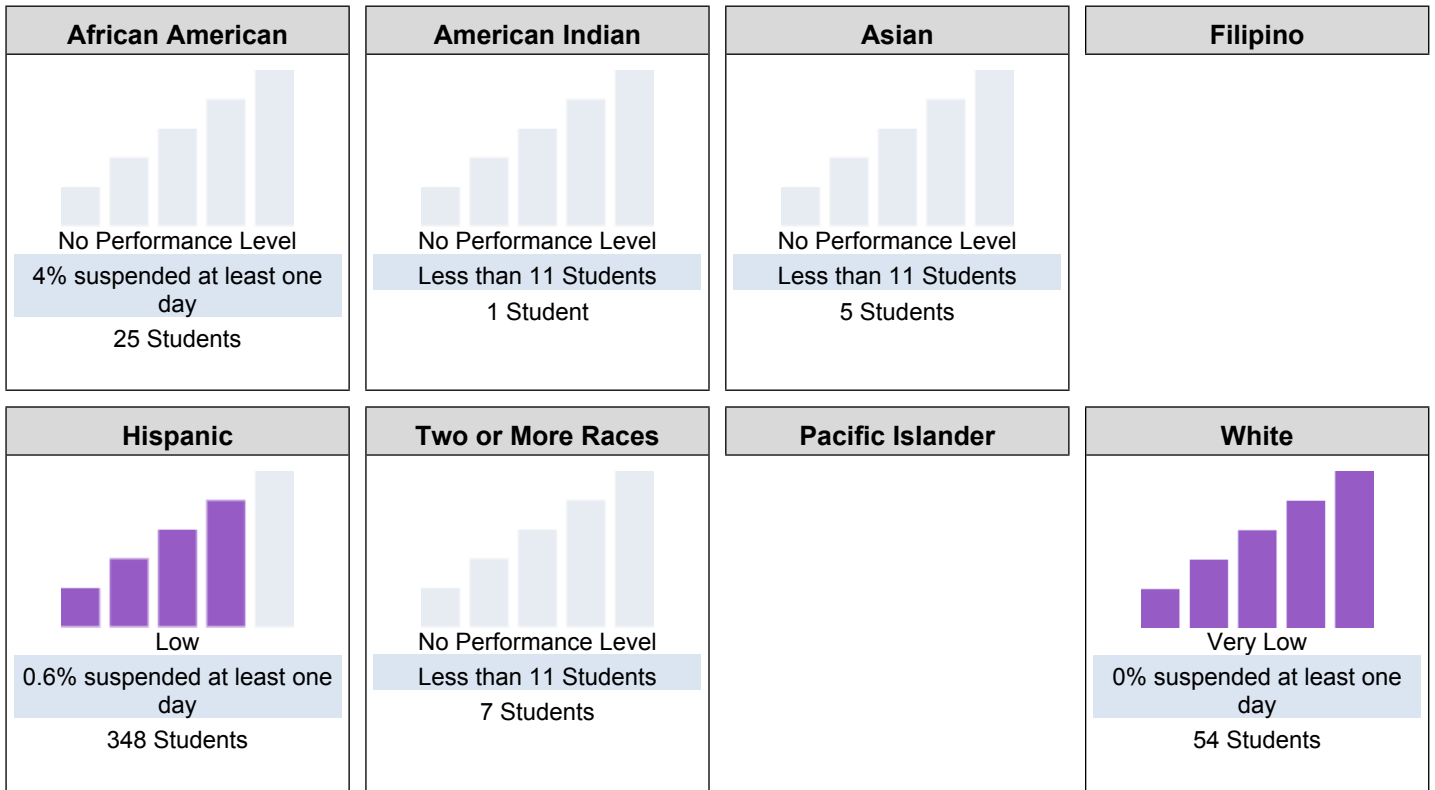 African American
American Indian
Asian
Filipino
No Performance Level
4% suspended at least one
day
25 Students
No Performance Level
Less than 11 Students
1 Student
No Performance Level
Less than 11 Students
5 Students
Hispanic
Two or More Races
Pacific Islander
White
Low
0.6% suspended at least one
day
348 Students
No Performance Level
Less than 11 Students
7 Students
Very Low
0% suspended at least one
day
54 Students